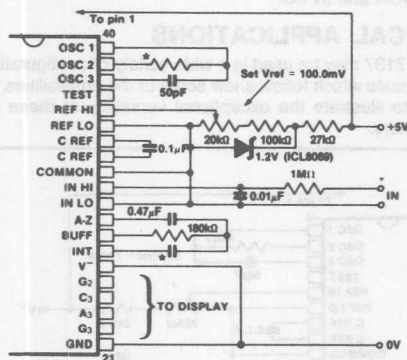 To pin 1
40
OSC 1
OSC 2
OSC 3
TEST
REF HI
REF LO
C REF
C REF
COMMON
IN HI
IN LO
A-Z
BUFF
INT
V⁻
G₂
C₃
A₃
G₃
GND
21
*
50pF
Set Vref = 100.0mV
20kΩ
100kΩ
27kΩ
+5V
0.1μF
1.2V (ICL8069)
1MΩ
+
0.01μF
IN
-
0.47μF
180kΩ
*
TO DISPLAY
0V
CAL APPLICATIONS